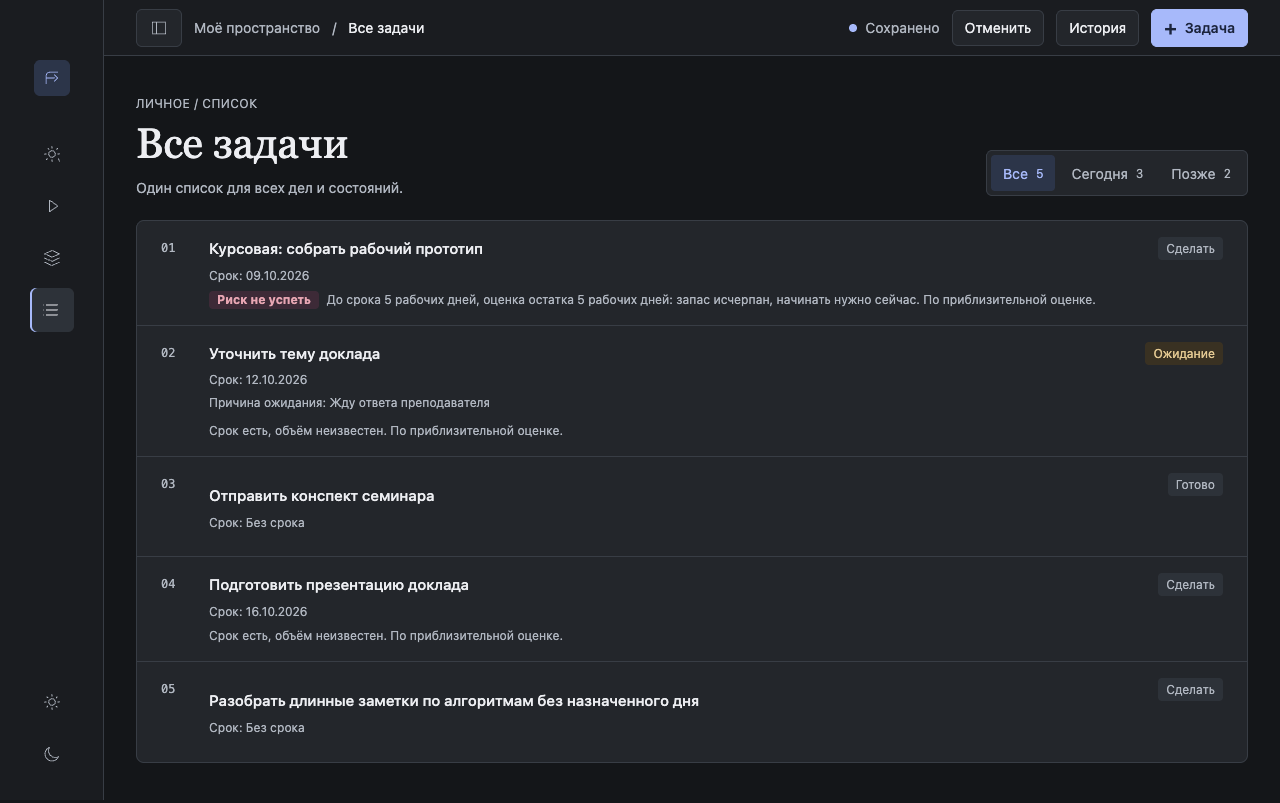 Моё пространство / Все задачи
Сохранено
Отменить
История
+ Задача
ЛИЧНОЕ / СПИСОК
Все задачи
Один список для всех дел и состояний.
Все 5
Сегодня 3
Позже 2
01
Курсовая: собрать рабочий прототип
Сделать
Срок: 09.10.2026
Риск не успеть До срока 5 рабочих дней, оценка остатка 5 рабочих дней: запас исчерпан, начинать нужно сейчас. По приблизительной оценке.
02
Уточнить тему доклада
Ожидание
Срок: 12.10.2026
Причина ожидания: Жду ответа преподавателя
Срок есть, объём неизвестен. По приблизительной оценке.
03
Отправить конспект семинара
Готово
Срок: Без срока
04
Подготовить презентацию доклада
Сделать
Срок: 16.10.2026
Срок есть, объём неизвестен. По приблизительной оценке.
05
Разобрать длинные заметки по алгоритмам без назначенного дня
Сделать
Срок: Без срока